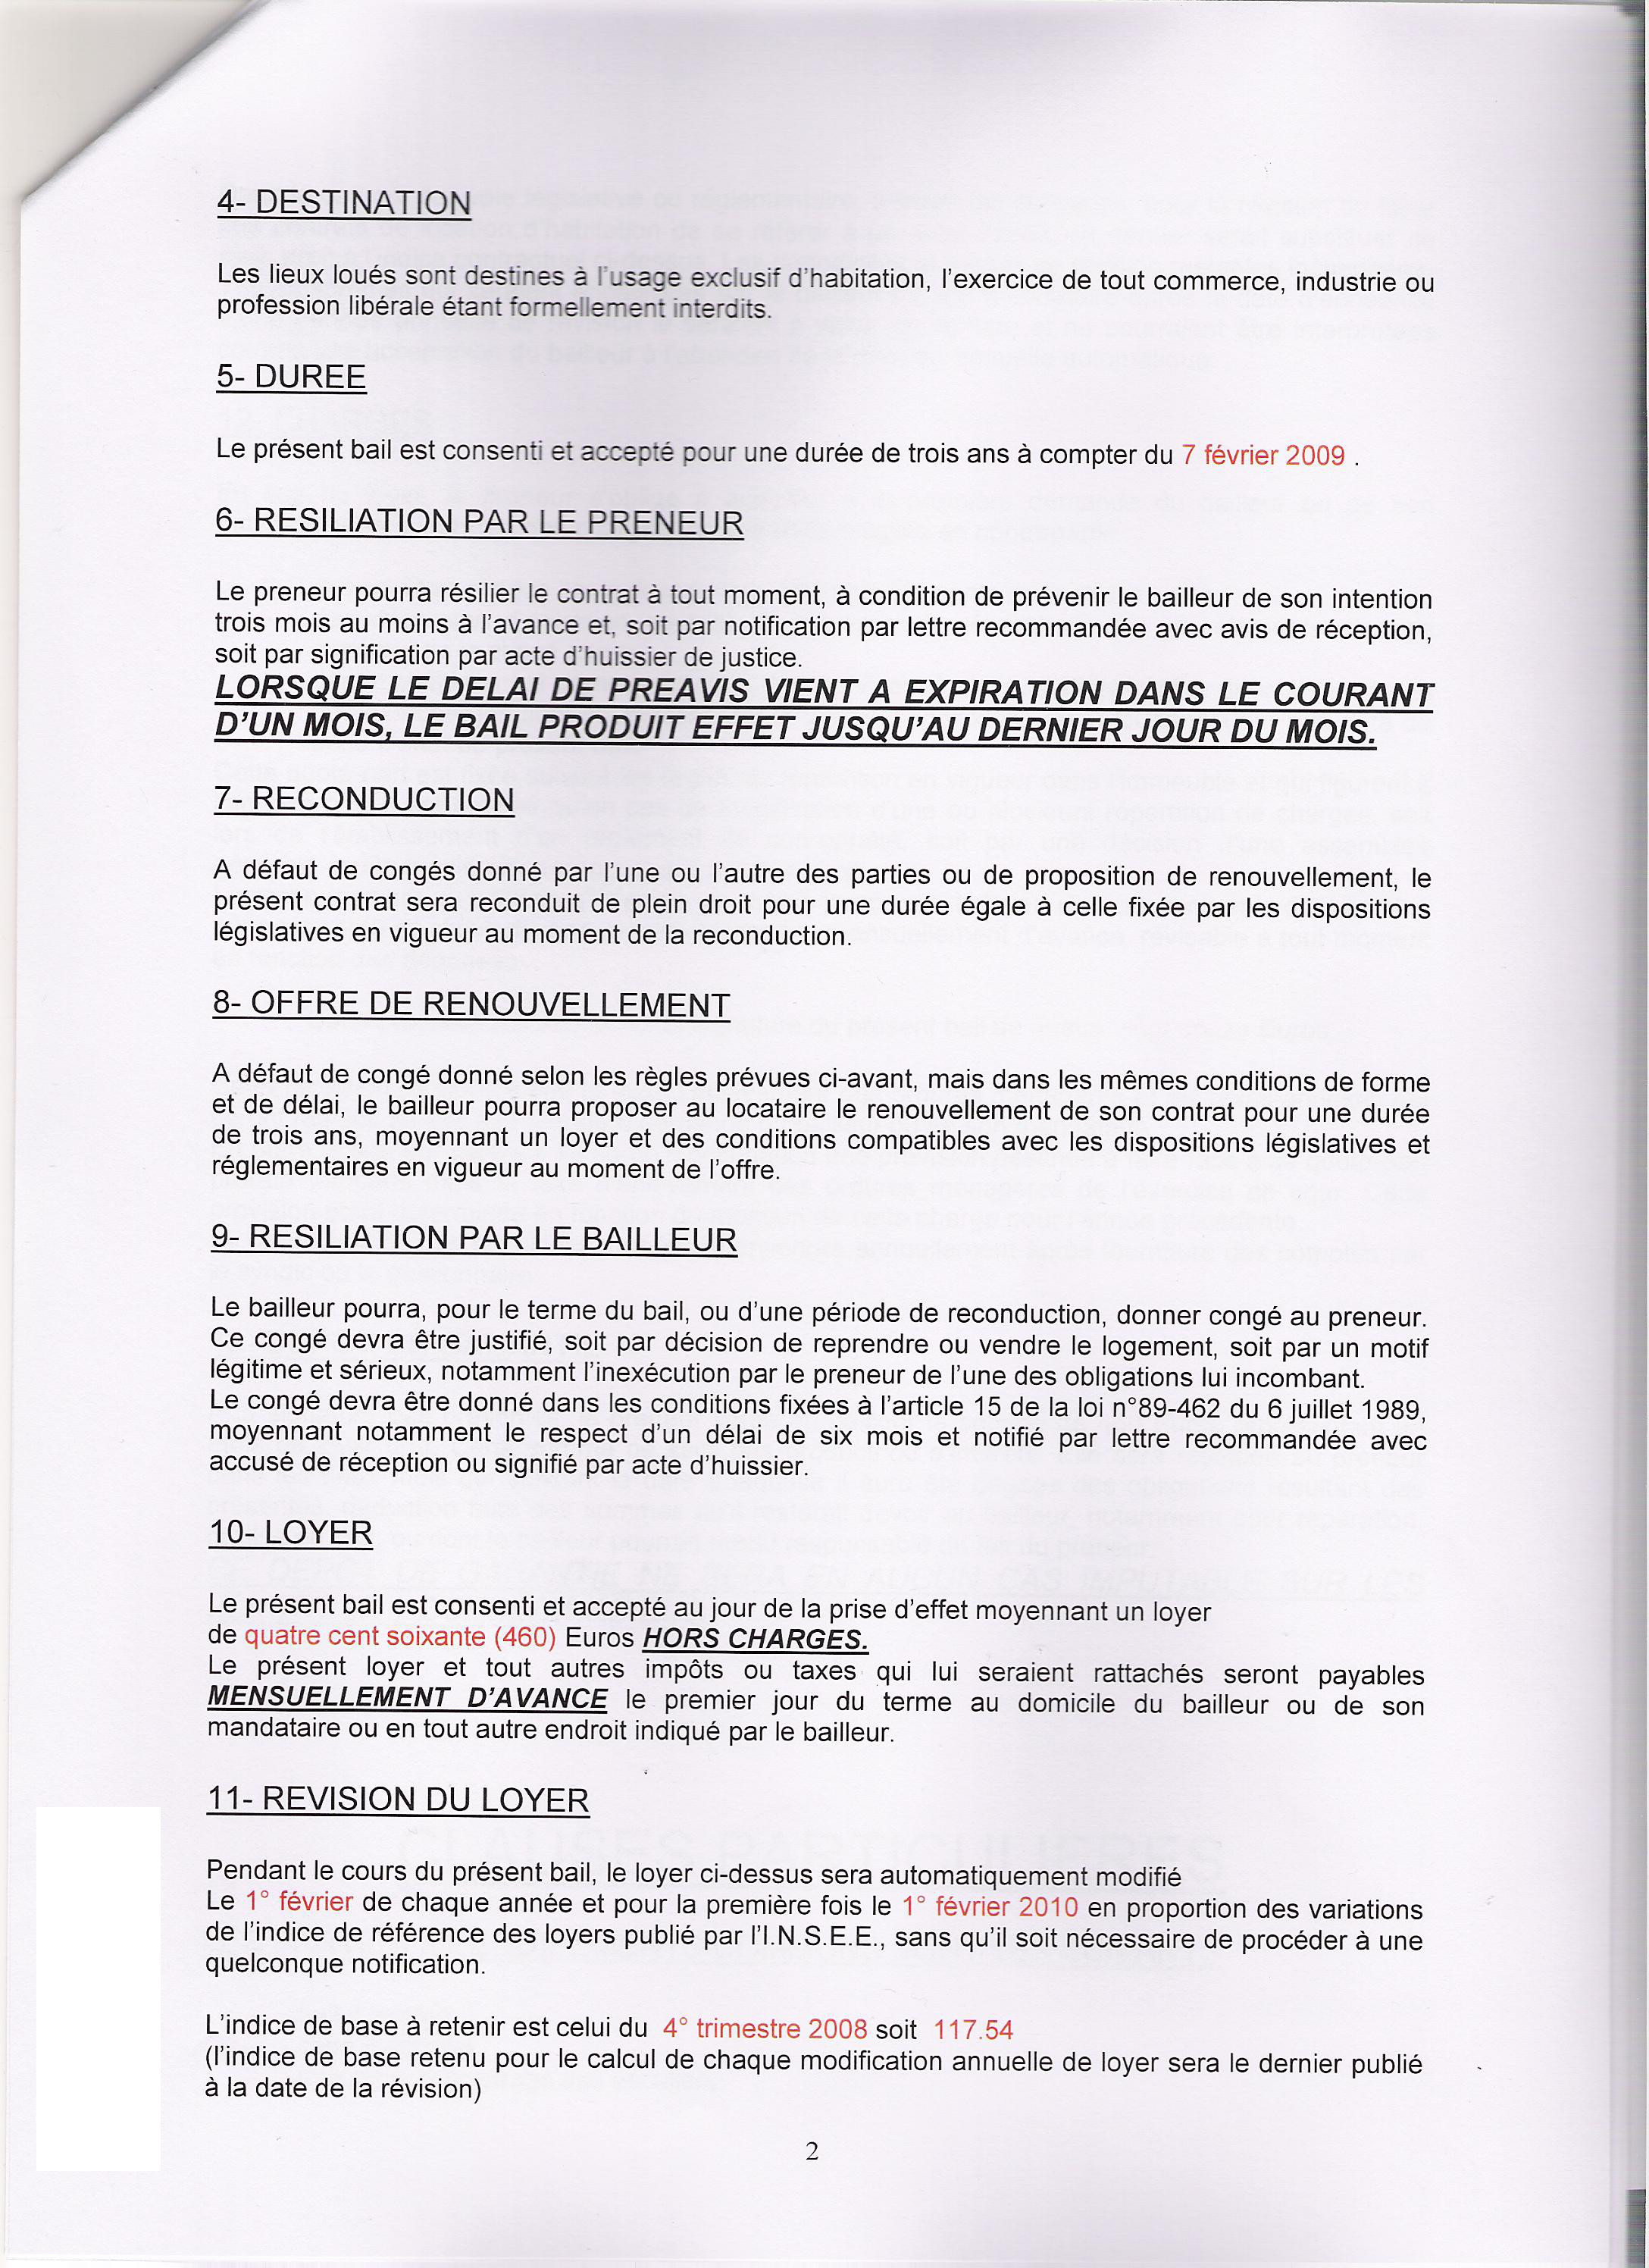 4- DESTINATION
Les lieux loués sont destines à l'usage exclusif d'habitation, l'exercice de tout commerce, industrie ou
profession libérale étant formellement interdits.
5- DUREE
Le présent bail est consenti et accepté pour une durée de trois ans à compter du 7 février 2009 .
6- RESILIATION PAR LE PRENEUR
Le preneur pourra résilier le contrat à tout moment, à condition de prévenir le bailleur de son intention
trois mois au moins à l'avance et, soit par notification par lettre recommandée avec avis de réception,
soit par signification par acte d'huissier de justice.
LORSQUE LE DELAI DE PREAVIS VIENT A EXPIRATION DANS LE COURANT
D'UN MOIS, LE BAIL PRODUIT EFFET JUSQU'AU DERNIER JOUR DU MOIS.
7- RECONDUCTION
A défaut de congés donné par l'une ou l'autre des parties ou de proposition de renouvellement, le
présent contrat sera reconduit de plein droit pour une durée égale à celle fixée par les dispositions
législatives en vigueur au moment de la reconduction.
8- OFFRE DE RENOUVELLEMENT
A défaut de congé donné selon les règles prévues ci-avant, mais dans les mêmes conditions de forme
et de délai, le bailleur pourra proposer au locataire le renouvellement de son contrat pour une durée
de trois ans, moyennant un loyer et des conditions compatibles avec les dispositions législatives et
réglementaires en vigueur au moment de l'offre.
9- RESILIATION PAR LE BAILLEUR
Le bailleur pourra, pour le terme du bail, ou d'une période de reconduction, donner congé au preneur.
Ce congé devra être justifié, soit par décision de reprendre ou vendre le logement, soit par un motif
légitime et sérieux, notamment l'inexécution par le preneur de l'une des obligations lui incombant.
Le congé devra être donné dans les conditions fixées à l'article 15 de la loi n°89-462 du 6 juillet 1989,
moyennant notamment le respect d'un délai de six mois et notifié par lettre recommandée avec
accusé de réception ou signifié par acte d'huissier.
10- LOYER
Le présent bail est consenti et accepté au jour de la prise d'effet moyennant un loyer
de quatre cent soixante (460) Euros HORS CHARGES.
Le présent loyer et tout autres impôts ou taxes qui lui seraient rattachés seront payables
MENSUELLEMENT D'AVANCE le premier jour du terme au domicile du bailleur ou de son
mandataire ou en tout autre endroit indiqué par le bailleur.
11- REVISION DU LOYER
Pendant le cours du présent bail, le loyer ci-dessus sera automatiquement modifié
Le 1° février de chaque année et pour la première fois le 1° février 2010 en proportion des variations
de l'indice de référence des loyers publié par l'I.N.S.E.E., sans qu'il soit nécessaire de procéder à une
quelconque notification.
L'indice de base à retenir est celui du 4° trimestre 2008 soit 117.54
(l'indice de base retenu pour le calcul de chaque modification annuelle de loyer sera le dernier publié
à la date de la révision)
2